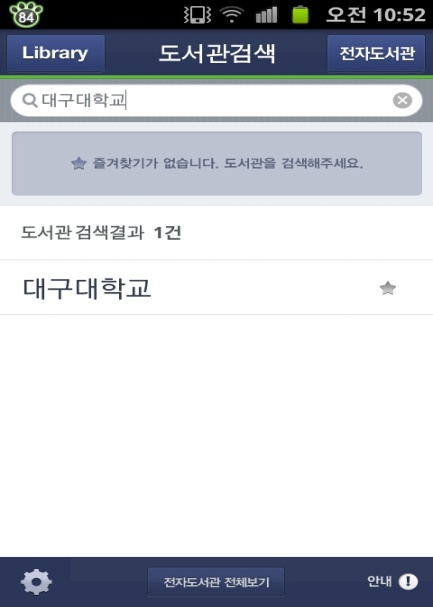 84 오전 10:52
Library 도서관검색 전자도서관
대구대학교
즐겨찾기가 없습니다. 도서관을 검색해주세요.
도서관 검색결과 1건
대구대학교
전자도서관 전체보기 안내 !